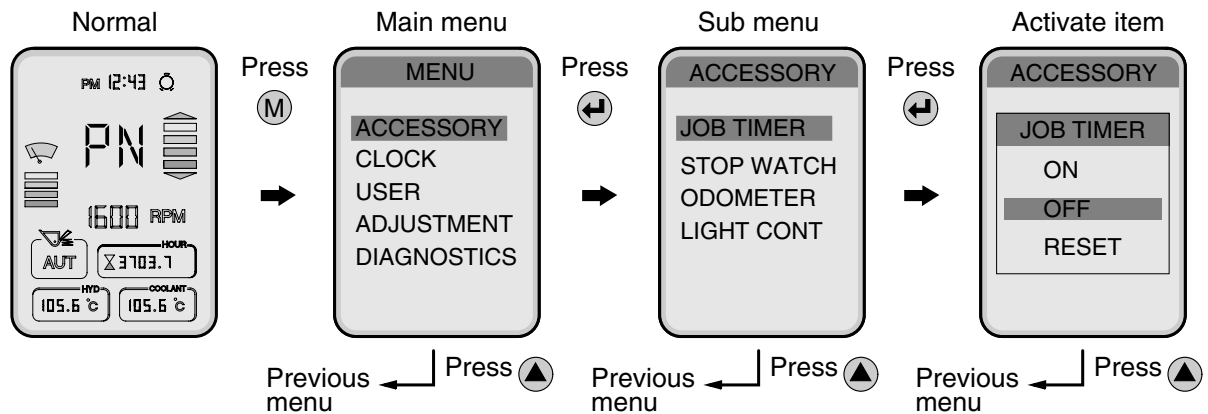 Normal
PM 12:43
PN
1600 RPM
AUT
HOUR
3703.7
HYD
105.6 °C
COOLANT
105.6 °C
Press
M
Main menu
MENU
ACCESSORY
CLOCK
USER
ADJUSTMENT
DIAGNOSTICS
Press
Previous
menu
Press
Sub menu
ACCESSORY
JOB TIMER
STOP WATCH
ODOMETER
LIGHT CONT
Press
Previous
menu
Press
Activate item
ACCESSORY
JOB TIMER
ON
OFF
RESET
Press
Previous
menu